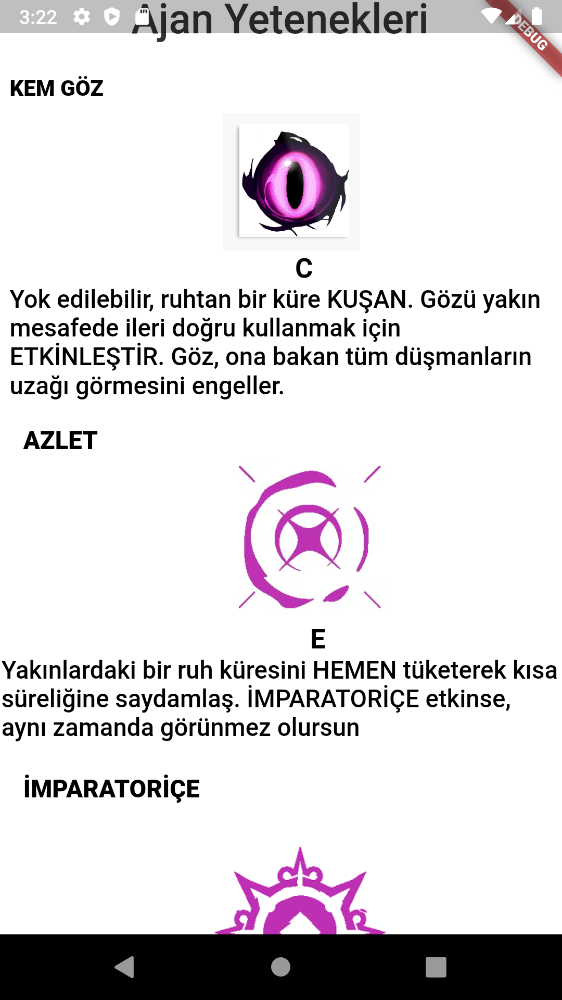 3:22
Ajan Yetenekleri
DEBUG
KEM GÖZ
C
Yok edilebilir, ruhtan bir küre KUŞAN. Gözü yakın
mesafede ileri doğru kullanmak için
ETKİNLEŞTİR. Göz, ona bakan tüm düşmanların
uzağı görmesini engeller.
AZLET
E
Yakınlardaki bir ruh küresini HEMEN tüketerek kısa
süreliğine saydamlaş. İMPARATORİÇE etkinse,
aynı zamanda görünmez olursun
İMPARATORİÇE